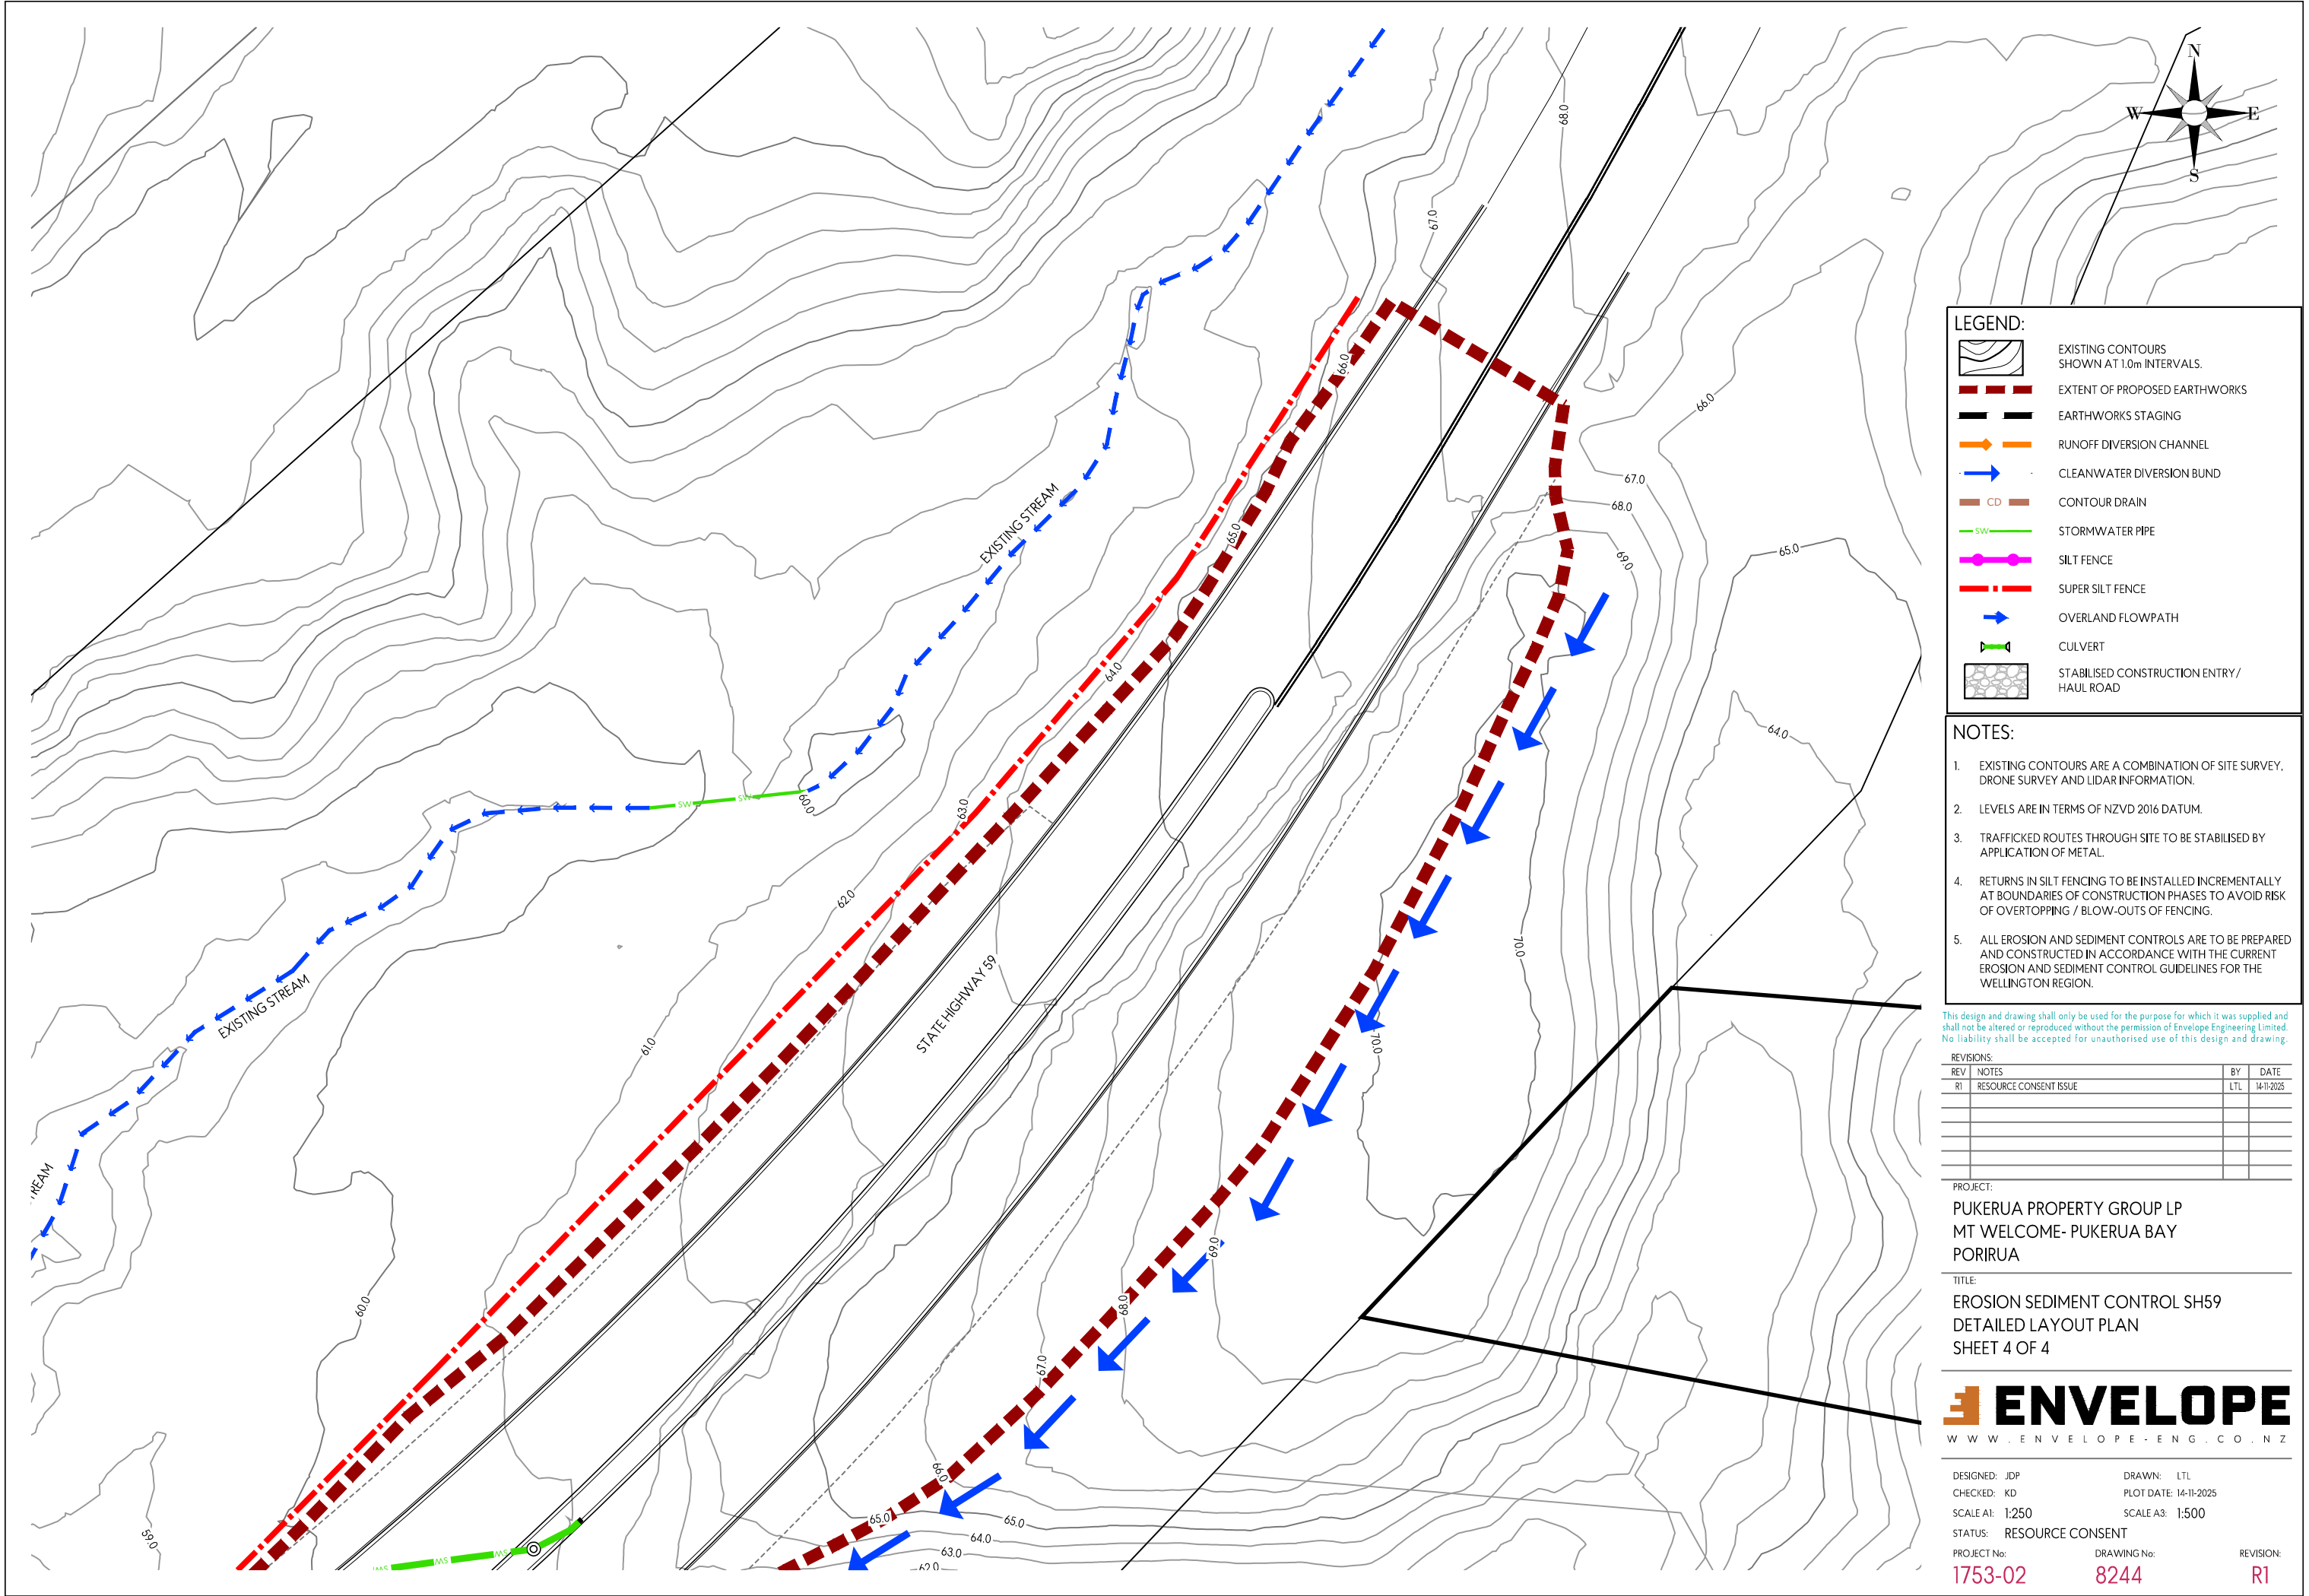 N
W
E
S
68.0
67.0
66.0
66.0
67.0
68.0
69.0
65.0
65.0
64.0
64.0
EXISTING STREAM
60.0
63.0
62.0
61.0
70.0
70.0
STATE HIGHWAY 59
EXISTING STREAM
SW
SW
60.0
69.0
68.0
67.0
66.0
65.0
65.0
64.0
63.0
62.0
59.0
SW
SW
SW
LEGEND:
EXISTING CONTOURS
SHOWN AT 1.0m INTERVALS.
EXTENT OF PROPOSED EARTHWORKS
EARTHWORKS STAGING
RUNOFF DIVERSION CHANNEL
CLEANWATER DIVERSION BUND
CD
CONTOUR DRAIN
SW
STORMWATER PIPE
SILT FENCE
SUPER SILT FENCE
OVERLAND FLOWPATH
CULVERT
STABILISED CONSTRUCTION ENTRY/
HAUL ROAD
NOTES:
1. EXISTING CONTOURS ARE A COMBINATION OF SITE SURVEY,
DRONE SURVEY AND LIDAR INFORMATION.
2. LEVELS ARE IN TERMS OF NZVD 2016 DATUM.
3. TRAFFICKED ROUTES THROUGH SITE TO BE STABILISED BY
APPLICATION OF METAL.
4. RETURNS IN SILT FENCING TO BE INSTALLED INCREMENTALLY
AT BOUNDARIES OF CONSTRUCTION PHASES TO AVOID RISK
OF OVERTOPPING / BLOW-OUTS OF FENCING.
5. ALL EROSION AND SEDIMENT CONTROLS ARE TO BE PREPARED
AND CONSTRUCTED IN ACCORDANCE WITH THE CURRENT
EROSION AND SEDIMENT CONTROL GUIDELINES FOR THE
WELLINGTON REGION.
This design and drawing shall only be used for the purpose for which it was supplied and
shall not be altered or reproduced without the permission of Envelope Engineering Limited.
No liability shall be accepted for unauthorised use of this design and drawing.
REVISIONS:
REV NOTES BY DATE
R1 RESOURCE CONSENT ISSUE LTL 14-11-2025
PROJECT:
PUKERUA PROPERTY GROUP LP
MT WELCOME- PUKERUA BAY
PORIRUA
TITLE:
EROSION SEDIMENT CONTROL SH59
DETAILED LAYOUT PLAN
SHEET 4 OF 4
ENVELOPE
WWW.ENVELOPE-ENG.CO.NZ
DESIGNED: JDP DRAWN: LTL
CHECKED: KD PLOT DATE: 14-11-2025
SCALE A1: 1:250 SCALE A3: 1:500
STATUS: RESOURCE CONSENT
PROJECT No: DRAWING No: REVISION:
1753-02 8244 R1